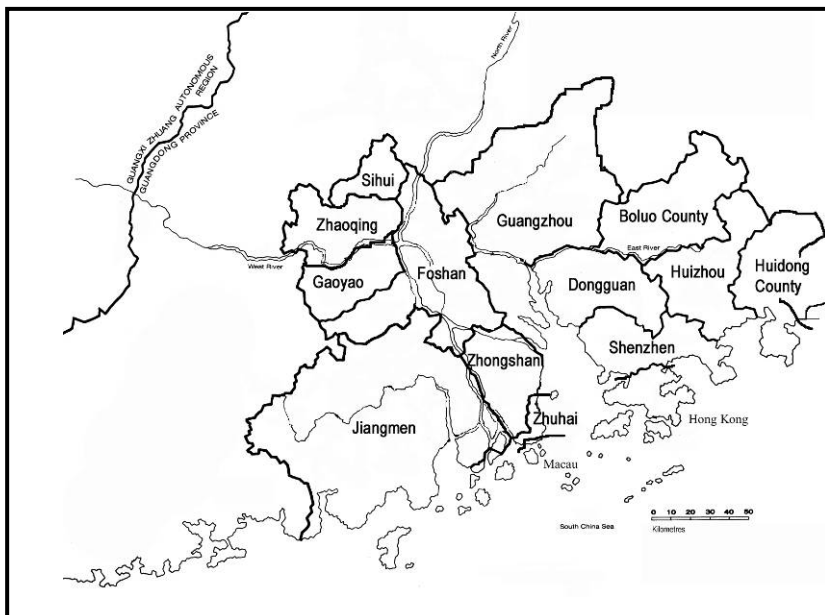 North River
GUANGXI ZHUANG AUTONOMOUS
REGION
GUANGDONG PROVINCE
Sihui
Zhaoqing
Guangzhou
Boluo County
West River
East River
Gaoyao
Foshan
Dongguan
Huizhou
Huidong
County
Zhongshan
Shenzhen
Jiangmen
Zhuhai
Hong Kong
Macau
South China Sea
0 10 20 30 40 50
Kilometres